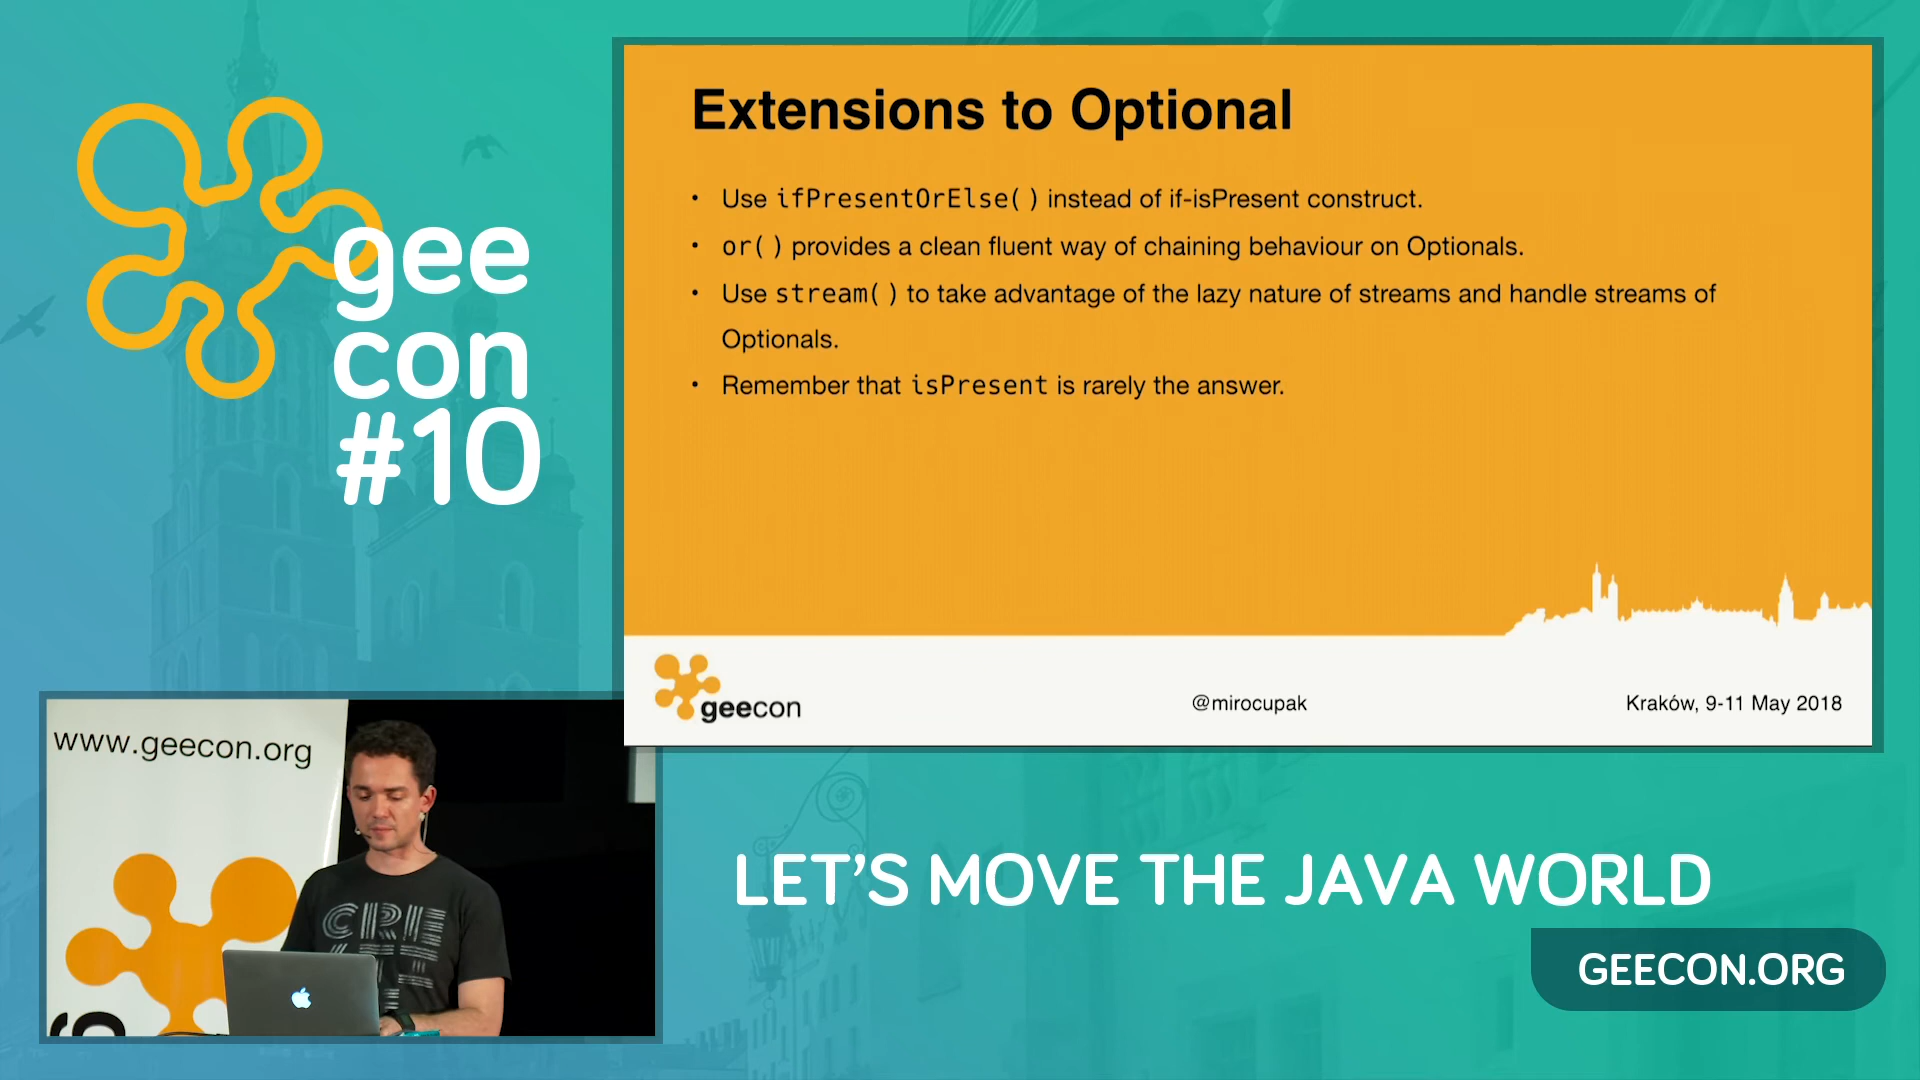 gee
con
#10
Extensions to Optional
• Use ifPresentOrElse() instead of if-isPresent construct.
• or() provides a clean fluent way of chaining behaviour on Optionals.
• Use stream() to take advantage of the lazy nature of streams and handle streams of
Optionals.
• Remember that isPresent is rarely the answer.
geecon
@mirocupak
Kraków, 9-11 May 2018
www.geecon.org
LET'S MOVE THE JAVA WORLD
GEECON.ORG